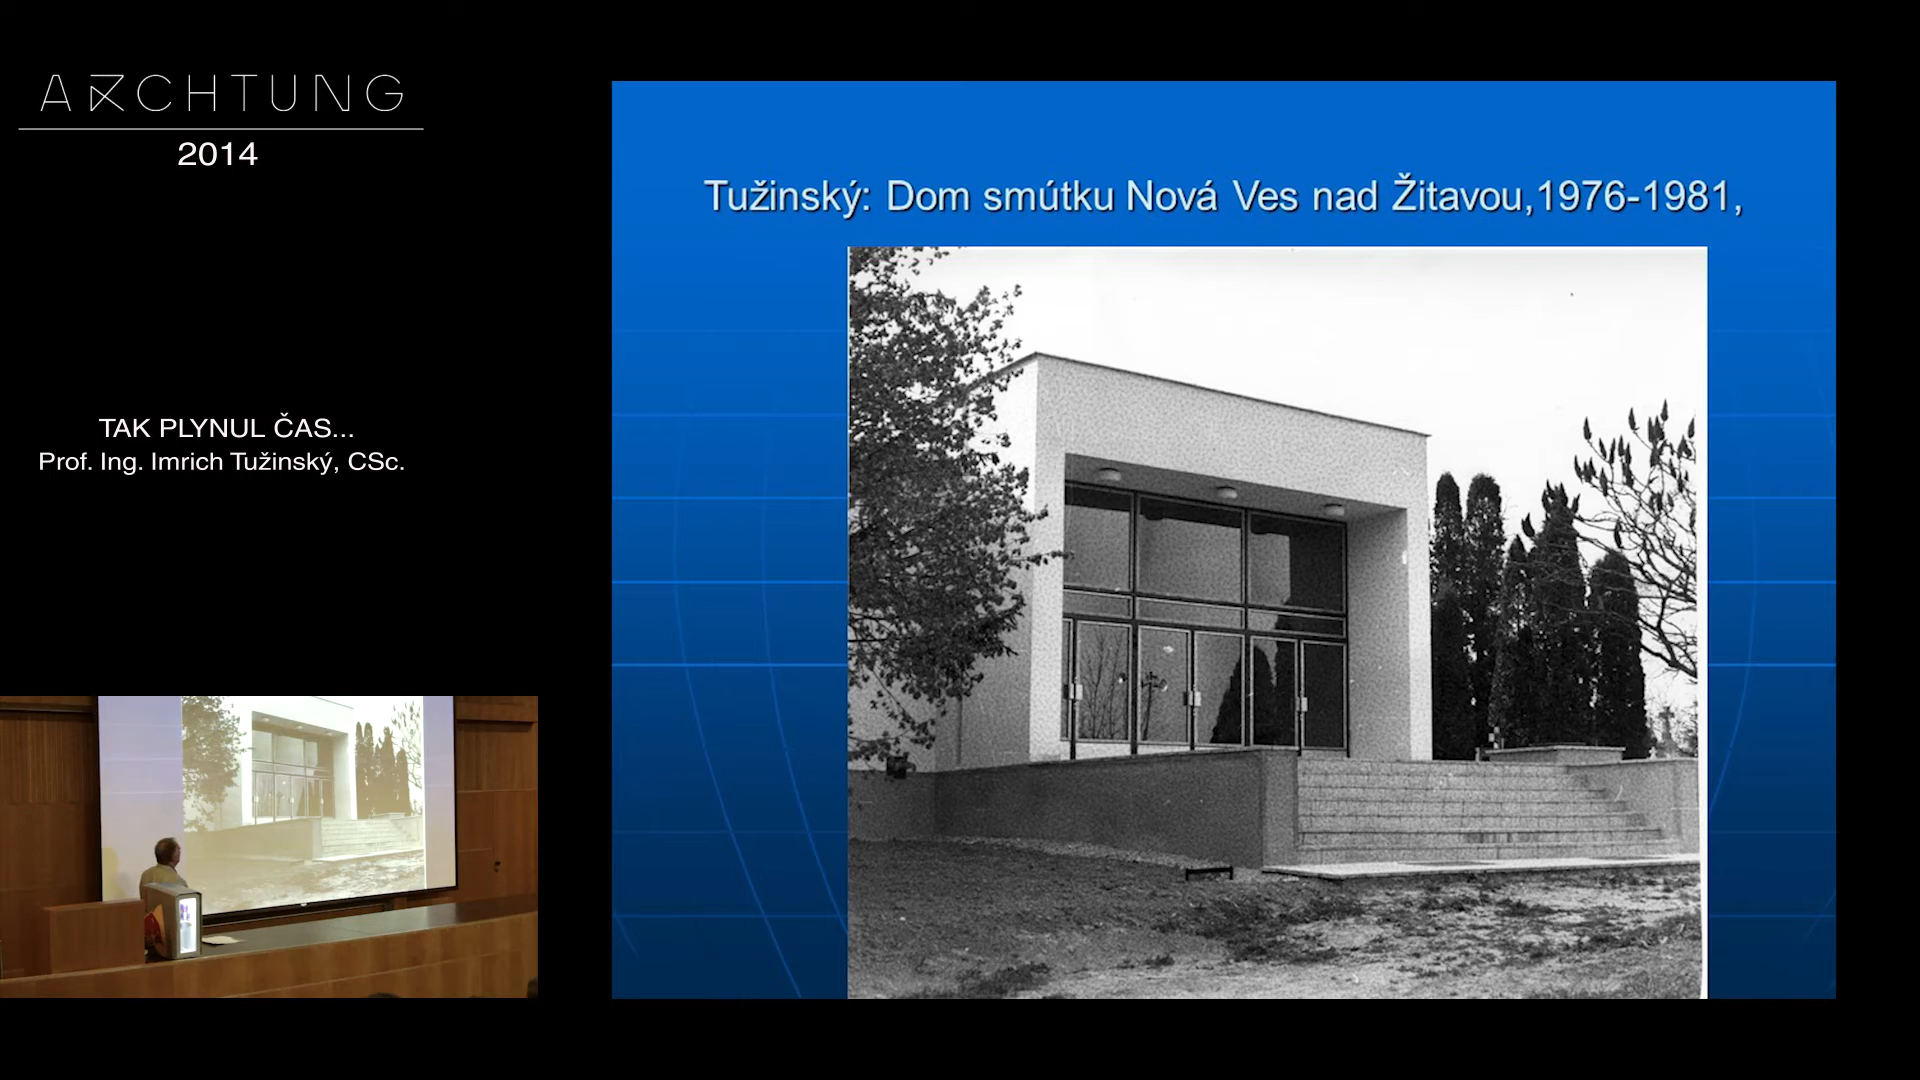 ARCHTUNG
2014
TAK PLYNUL ČAS...
Prof. Ing. Imrich Tužinský, CSc.
Tužinský: Dom smútku Nová Ves nad Žitavou,1976-1981,